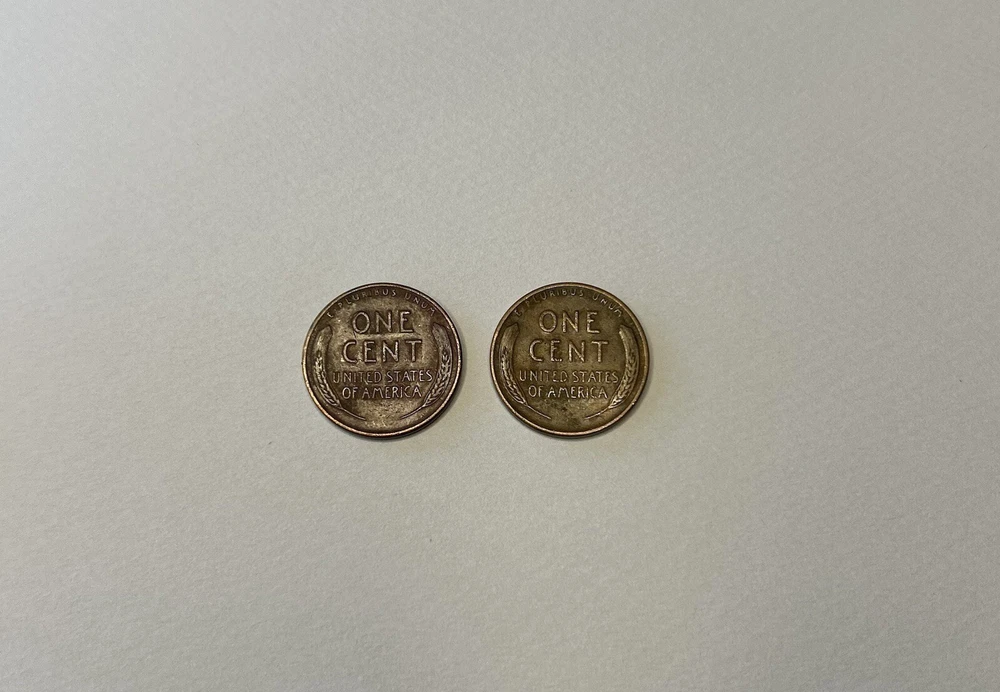 E PLURIBUS UNUM
ONE
CENT
UNITED STATES
OF AMERICA
E PLURIBUS UNUM
ONE
CENT
UNITED STATES
OF AMERICA